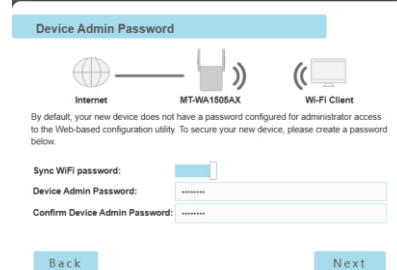 Device Admin Password
Internet MT-WA1505AX Wi-Fi Client
By default, your new device does not have a password configured for administrator access
to the Web-based configuration utility. To secure your new device, please create a password
below.
Sync WiFi password:
Device Admin Password: ••••••••
Confirm Device Admin Password: ••••••••
Back Next